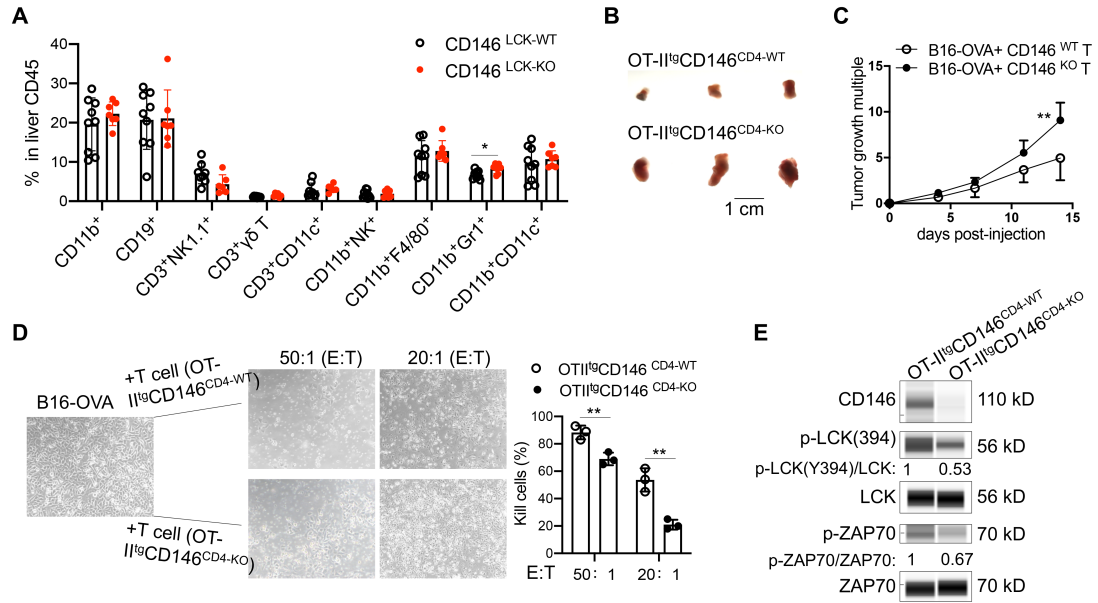 A
CD146 LCK-WT
CD146 LCK-KO
% in liver CD45
40
30
20
10
0
CD11b+
CD19+
CD3+NK1.1+
CD3+γδ T
CD3+CD11c+
CD11b+NK+
CD11b+F4/80+
CD11b+Gr1+
CD11b+CD11c+
*
B
OT-IItgCD146CD4-WT
OT-IItgCD146CD4-KO
1 cm
C
B16-OVA+ CD146 WT T
B16-OVA+ CD146 KO T
Tumor growth multiple
15
10
5
0
**
0
5
10
15
days post-injection
D
B16-OVA
+T cell (OT-
IItgCD146CD4-WT)
+T cell (OT-
IItgCD146CD4-KO)
50:1 (E:T)
20:1 (E:T)
OTIItgCD146 CD4-WT
OTIItgCD146 CD4-KO
Kill cells (%)
100
80
60
40
20
0
**
**
E:T
50: 1
20: 1
E
OT-IItgCD146CD4-WT
OT-IItgCD146CD4-KO
CD146
110 kD
p-LCK(394)
56 kD
p-LCK(Y394)/LCK: 1 0.53
LCK
56 kD
p-ZAP70
70 kD
p-ZAP70/ZAP70: 1 0.67
ZAP70
70 kD